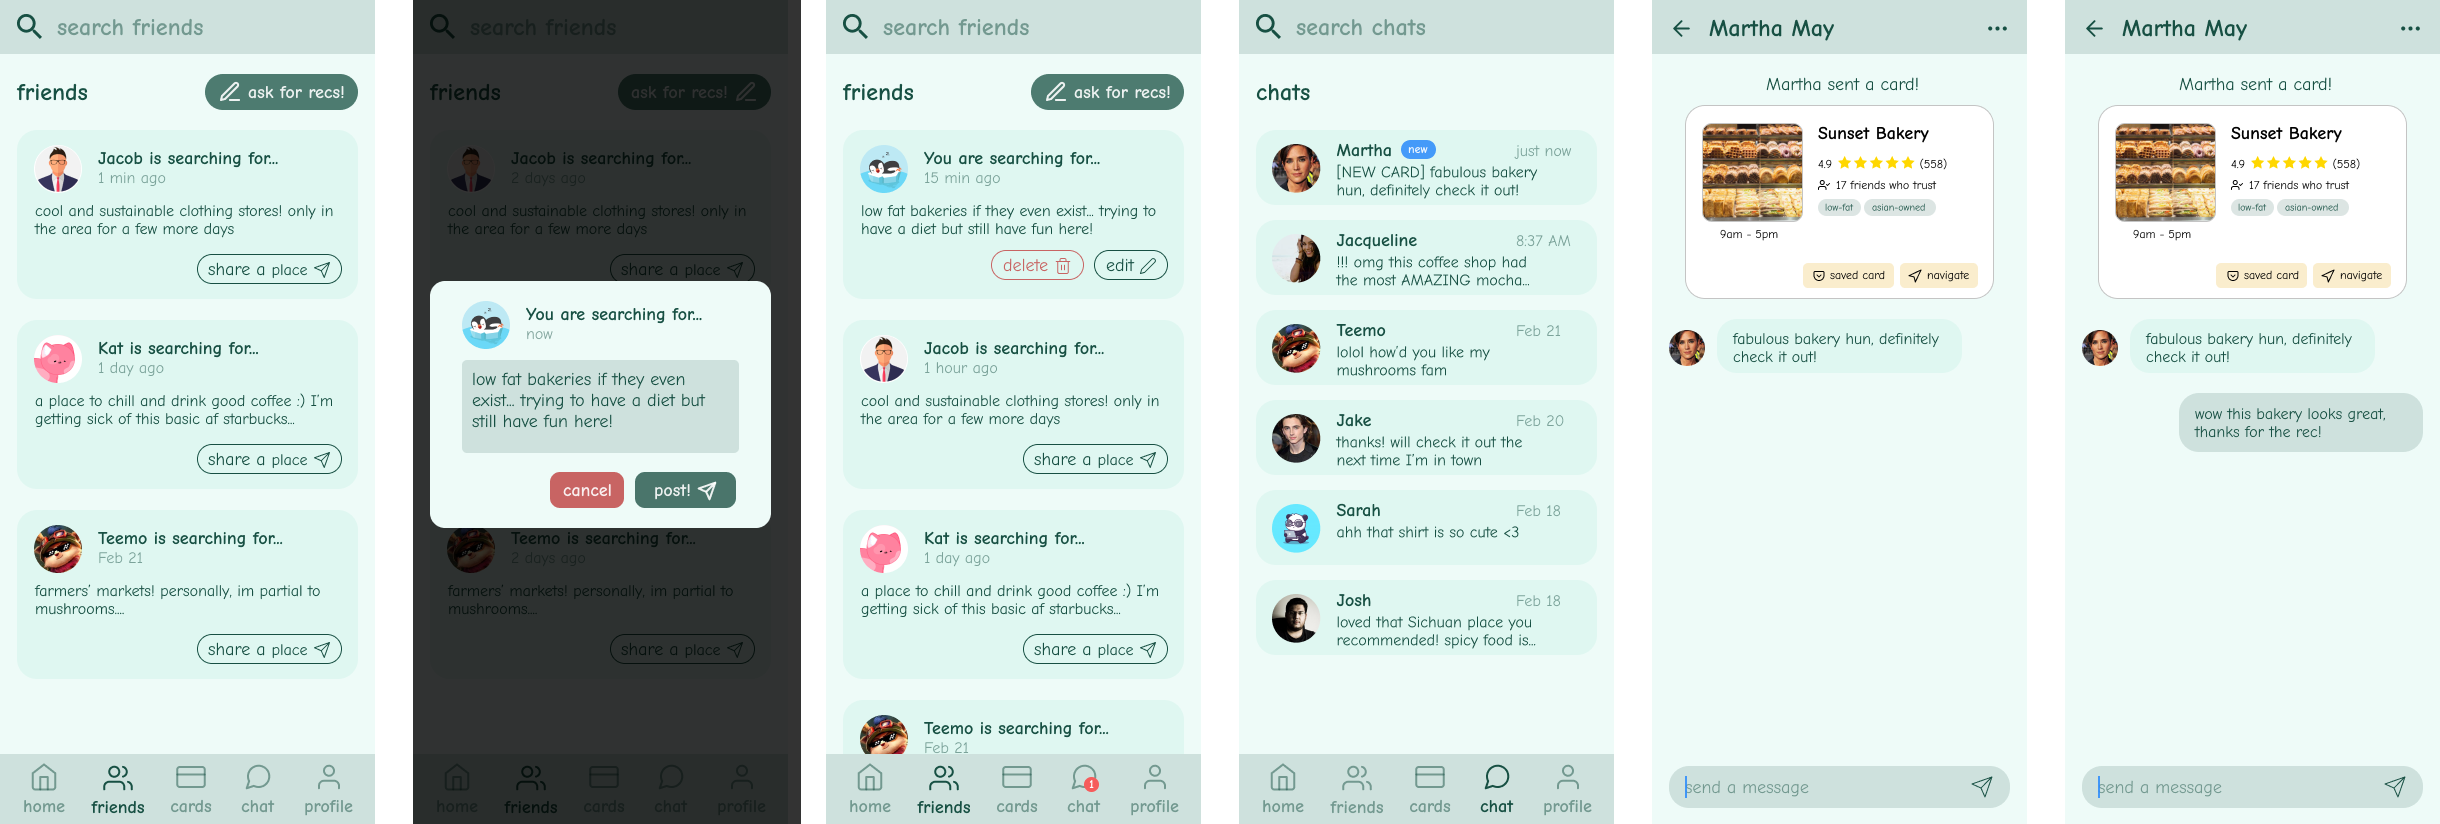 search friends
friends
ask for recs!
Jacob is searching for...
1 min ago
cool and sustainable clothing stores! only in
the area for a few more days
share a place
Kat is searching for...
1 day ago
a place to chill and drink good coffee :) I'm
getting sick of this basic af starbucks...
share a place
Teemo is searching for...
Feb 21
farmers' markets! personally, im partial to
mushrooms....
share a place
home
friends
cards
chat
profile
search friends
friends
ask for recs!
Jacob is searching for...
2 days ago
cool and sustainable clothing stores! only in
the area for a few more days
share a place
You are searching for...
now
low fat bakeries if they even
exist... trying to have a diet but
still have fun here!
cancel
post!
Teemo is searching for...
2 days ago
farmers' markets! personally, im partial to
mushrooms....
share a place
home
friends
cards
chat
profile
search friends
friends
ask for recs!
You are searching for...
15 min ago
low fat bakeries if they even exist... trying to
have a diet but still have fun here!
delete
edit
Jacob is searching for...
1 hour ago
cool and sustainable clothing stores! only in
the area for a few more days
share a place
Kat is searching for...
1 day ago
a place to chill and drink good coffee :) I'm
getting sick of this basic af starbucks...
share a place
Teemo is searching for...
Feb 21
home
friends
cards
1
chat
profile
search chats
chats
Martha new just now
[NEW CARD] fabulous bakery
hun, definitely check it out!
Jacqueline 8:37 AM
!!! omg this coffee shop had
the most AMAZING mocha...
Teemo Feb 21
lolol how'd you like my
mushrooms fam
Jake Feb 20
thanks! will check it out the
next time I'm in town
Sarah Feb 18
ahh that shirt is so cute <3
Josh Feb 18
loved that Sichuan place you
recommended! spicy food is...
home
friends
cards
chat
profile
Martha May
Martha sent a card!
Sunset Bakery
4.9 (558)
17 friends who trust
low-fat asian-owned
9am - 5pm
saved card
navigate
fabulous bakery hun, definitely
check it out!
send a message
Martha May
Martha sent a card!
Sunset Bakery
4.9 (558)
17 friends who trust
low-fat asian-owned
9am - 5pm
saved card
navigate
fabulous bakery hun, definitely
check it out!
wow this bakery looks great,
thanks for the rec!
send a message